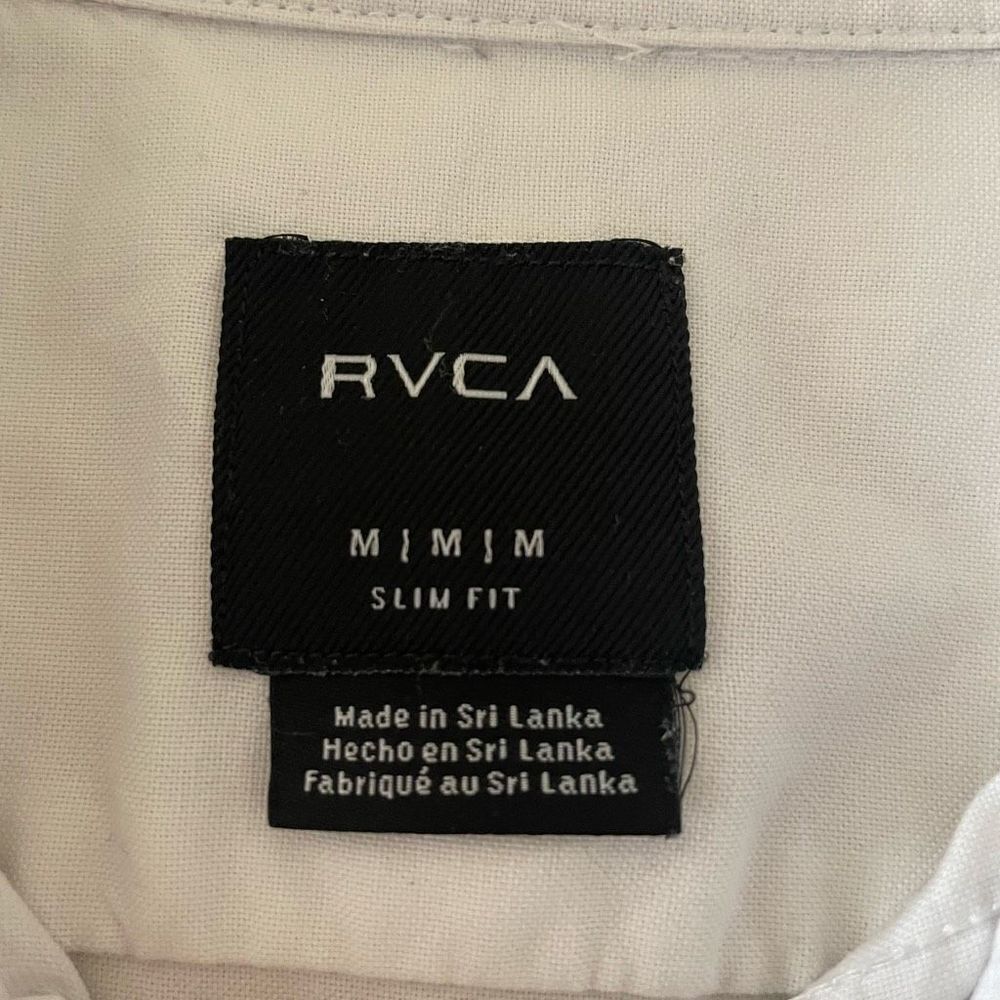 RVCA
M | M | M
SLIM FIT
Made in Sri Lanka
Hecho en Sri Lanka
Fabriqué au Sri Lanka